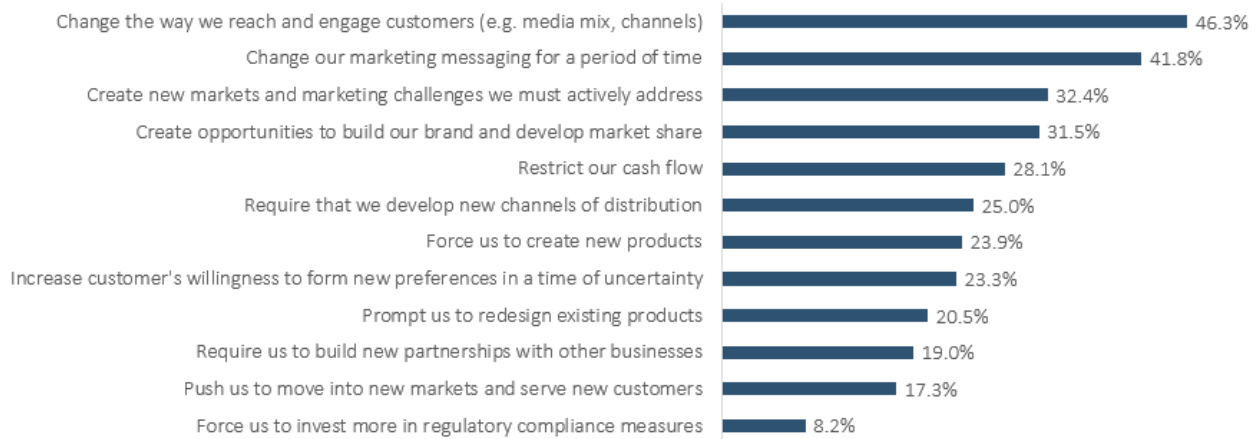 Change the way we reach and engage customers (e.g. media mix, channels) 46.3%
Change our marketing messaging for a period of time 41.8%
Create new markets and marketing challenges we must actively address 32.4%
Create opportunities to build our brand and develop market share 31.5%
Restrict our cash flow 28.1%
Require that we develop new channels of distribution 25.0%
Force us to create new products 23.9%
Increase customer's willingness to form new preferences in a time of uncertainty 23.3%
Prompt us to redesign existing products 20.5%
Require us to build new partnerships with other businesses 19.0%
Push us to move into new markets and serve new customers 17.3%
Force us to invest more in regulatory compliance measures 8.2%